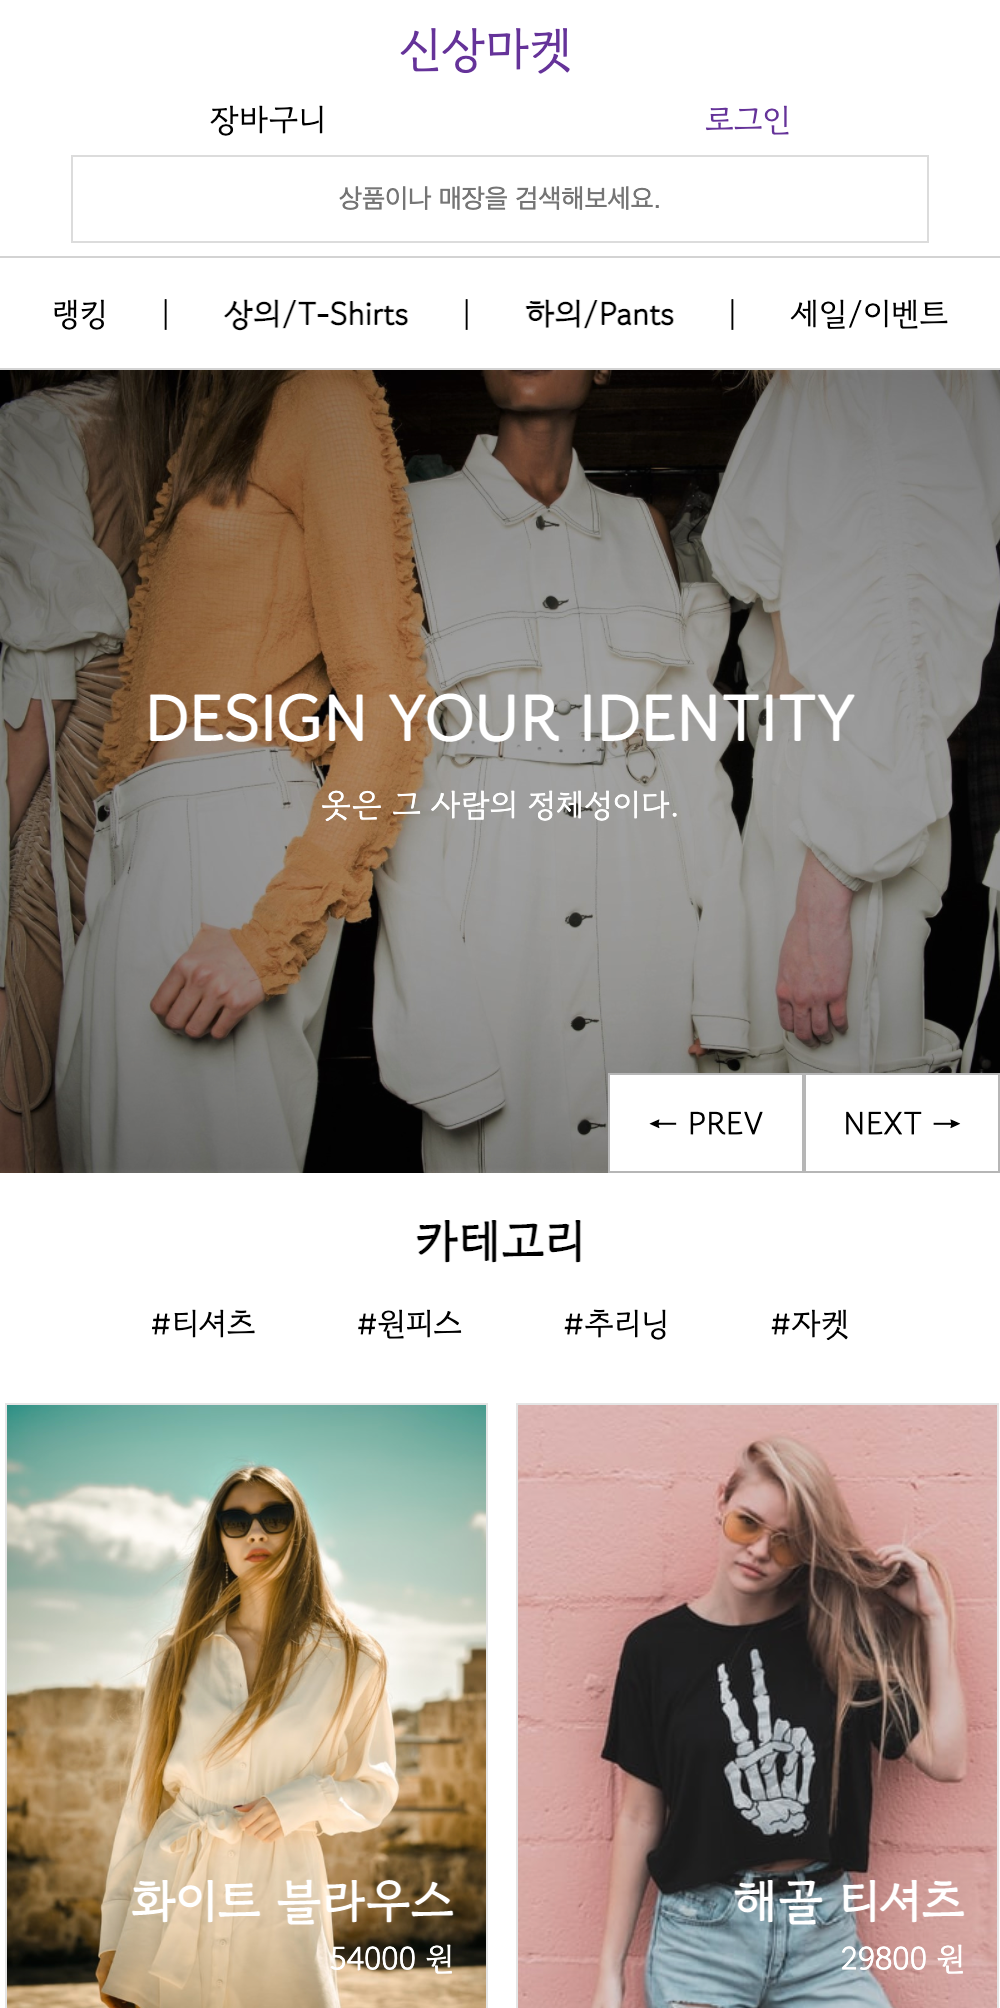 신상마켓
장바구니 로그인
상품이나 매장을 검색해보세요.
랭킹 | 상의/T-Shirts | 하의/Pants | 세일/이벤트
DESIGN YOUR IDENTITY
옷은 그 사람의 정체성이다.
← PREV NEXT →
카테고리
#티셔츠 #원피스 #추리닝 #자켓
화이트 블라우스
54000 원
해골 티셔츠
29800 원